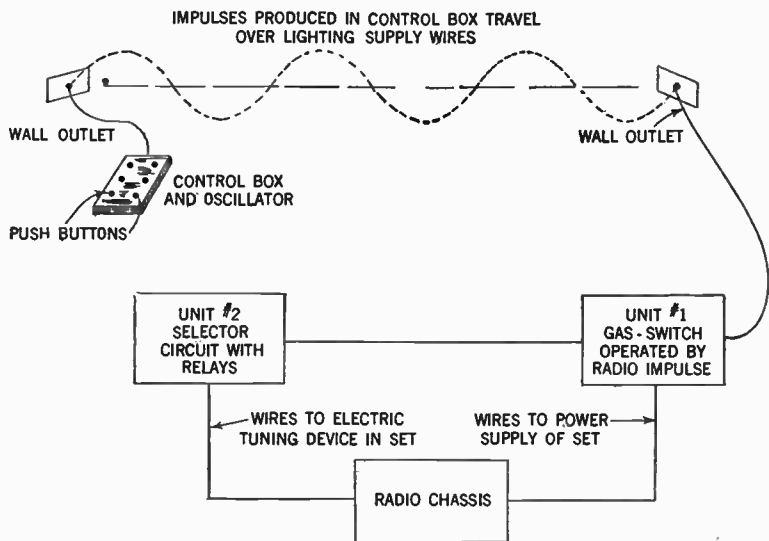 IMPULSES PRODUCED IN CONTROL BOX TRAVEL
OVER LIGHTING SUPPLY WIRES
WALL OUTLET
WALL OUTLET
CONTROL BOX
AND OSCILLATOR
PUSH BUTTONS
UNIT #2
SELECTOR
CIRCUIT WITH
RELAYS
UNIT #1
GAS-SWITCH
OPERATED BY
RADIO IMPULSE
WIRES TO ELECTRIC
TUNING DEVICE IN SET
WIRES TO POWER
SUPPLY OF SET
RADIO CHASSIS